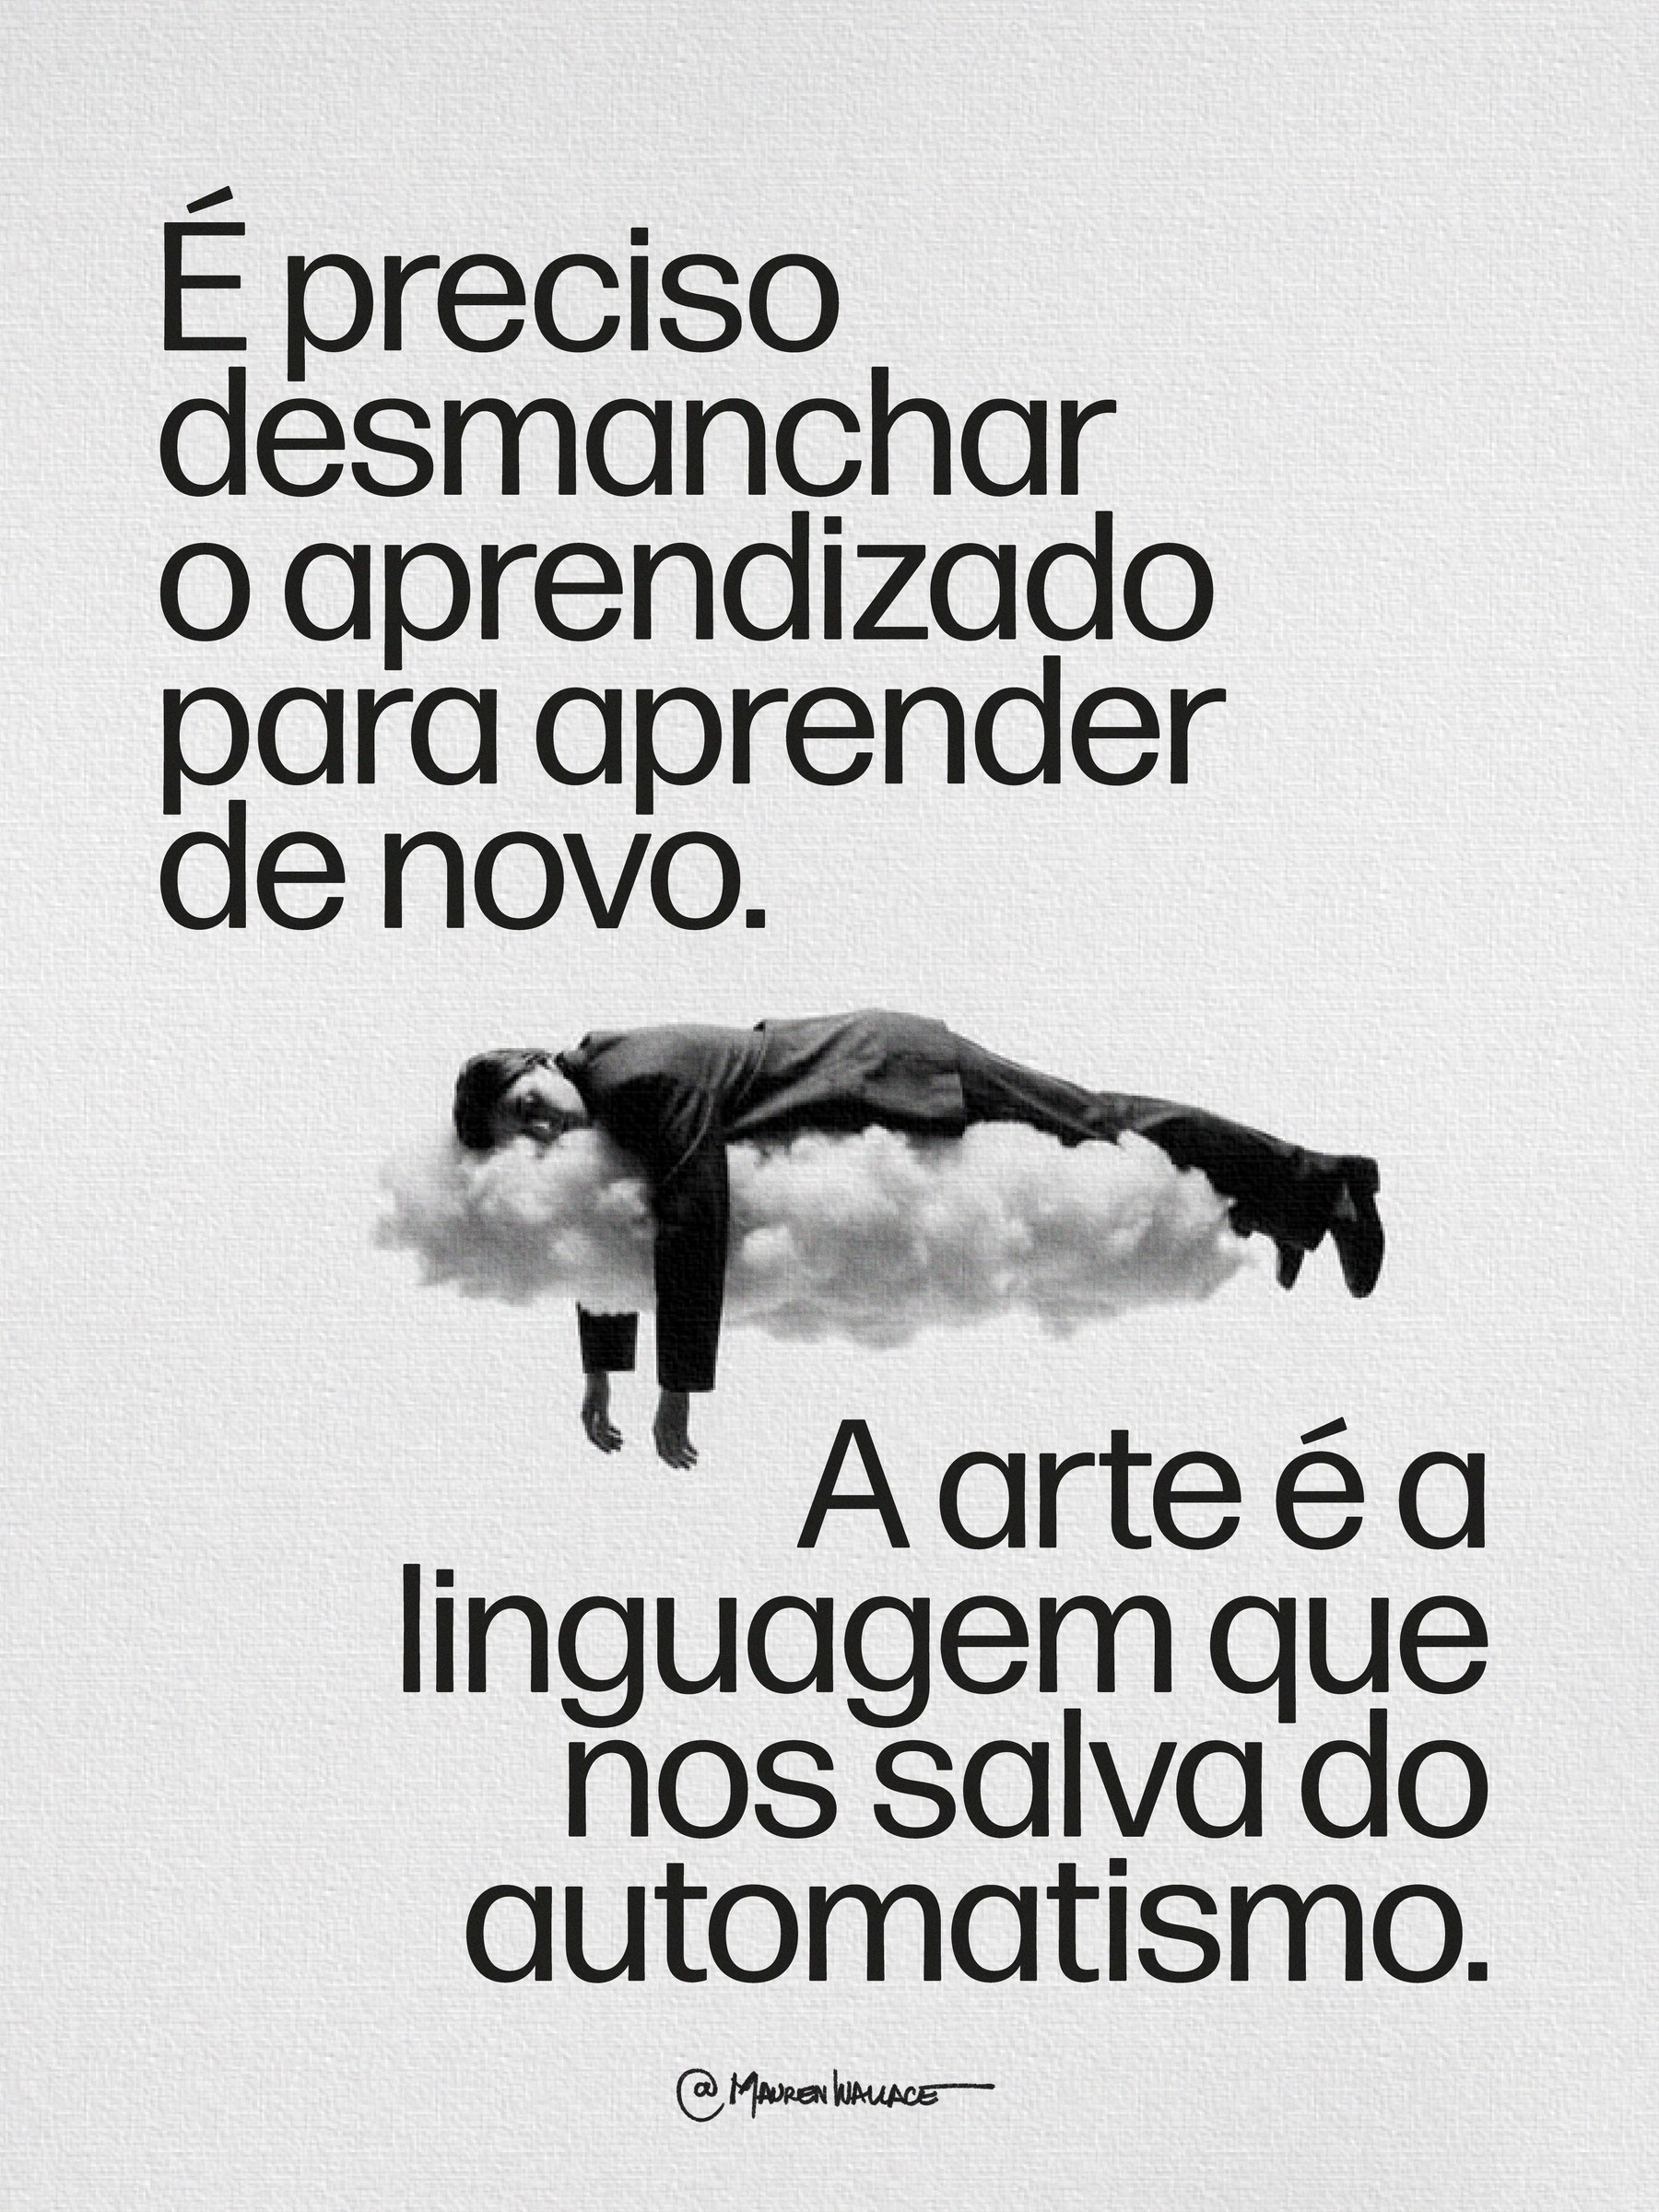 É preciso
desmanchar
o aprendizado
para aprender
de novo.
A arte é a
linguagem que
nos salva do
automatismo.
@MAUREN WALLACE